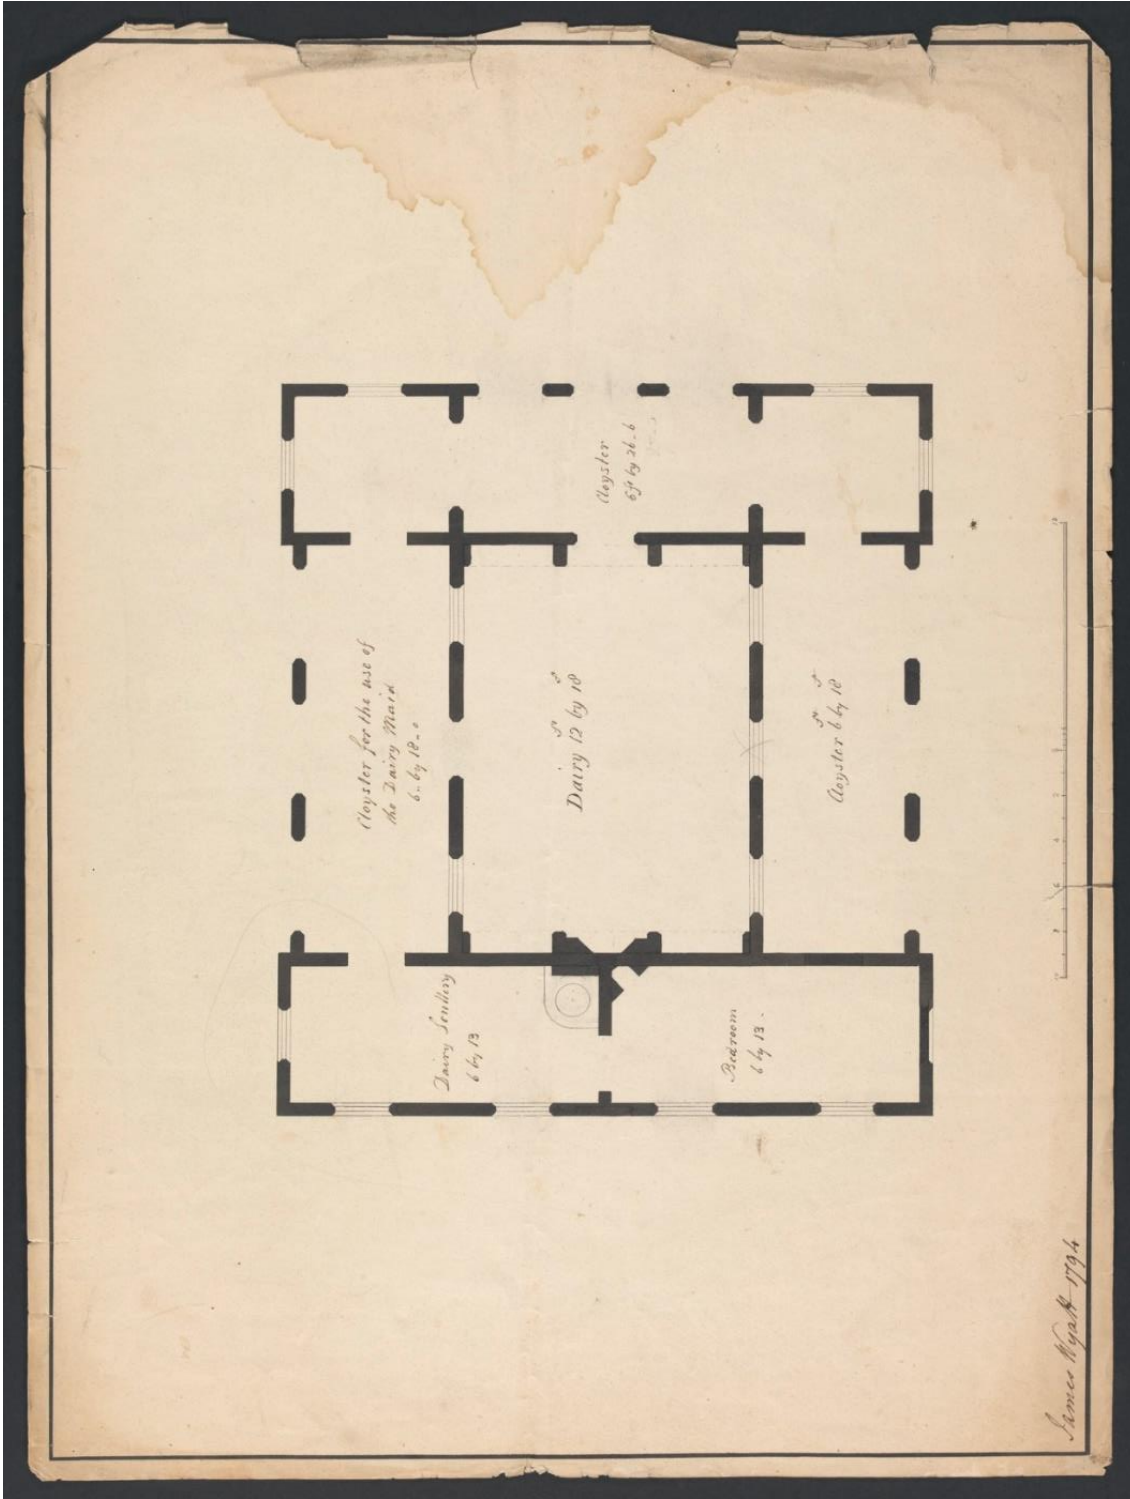 Cloyster
6ft by 26-6
Cloyster for the use of
the Dairy Maid
6- by 18-0
Dairy 12 by 18
Cloyster 6 by 18
Dairy Scullery
6 by 13
Bedroom
6 by 13-
James Wyatt 1794